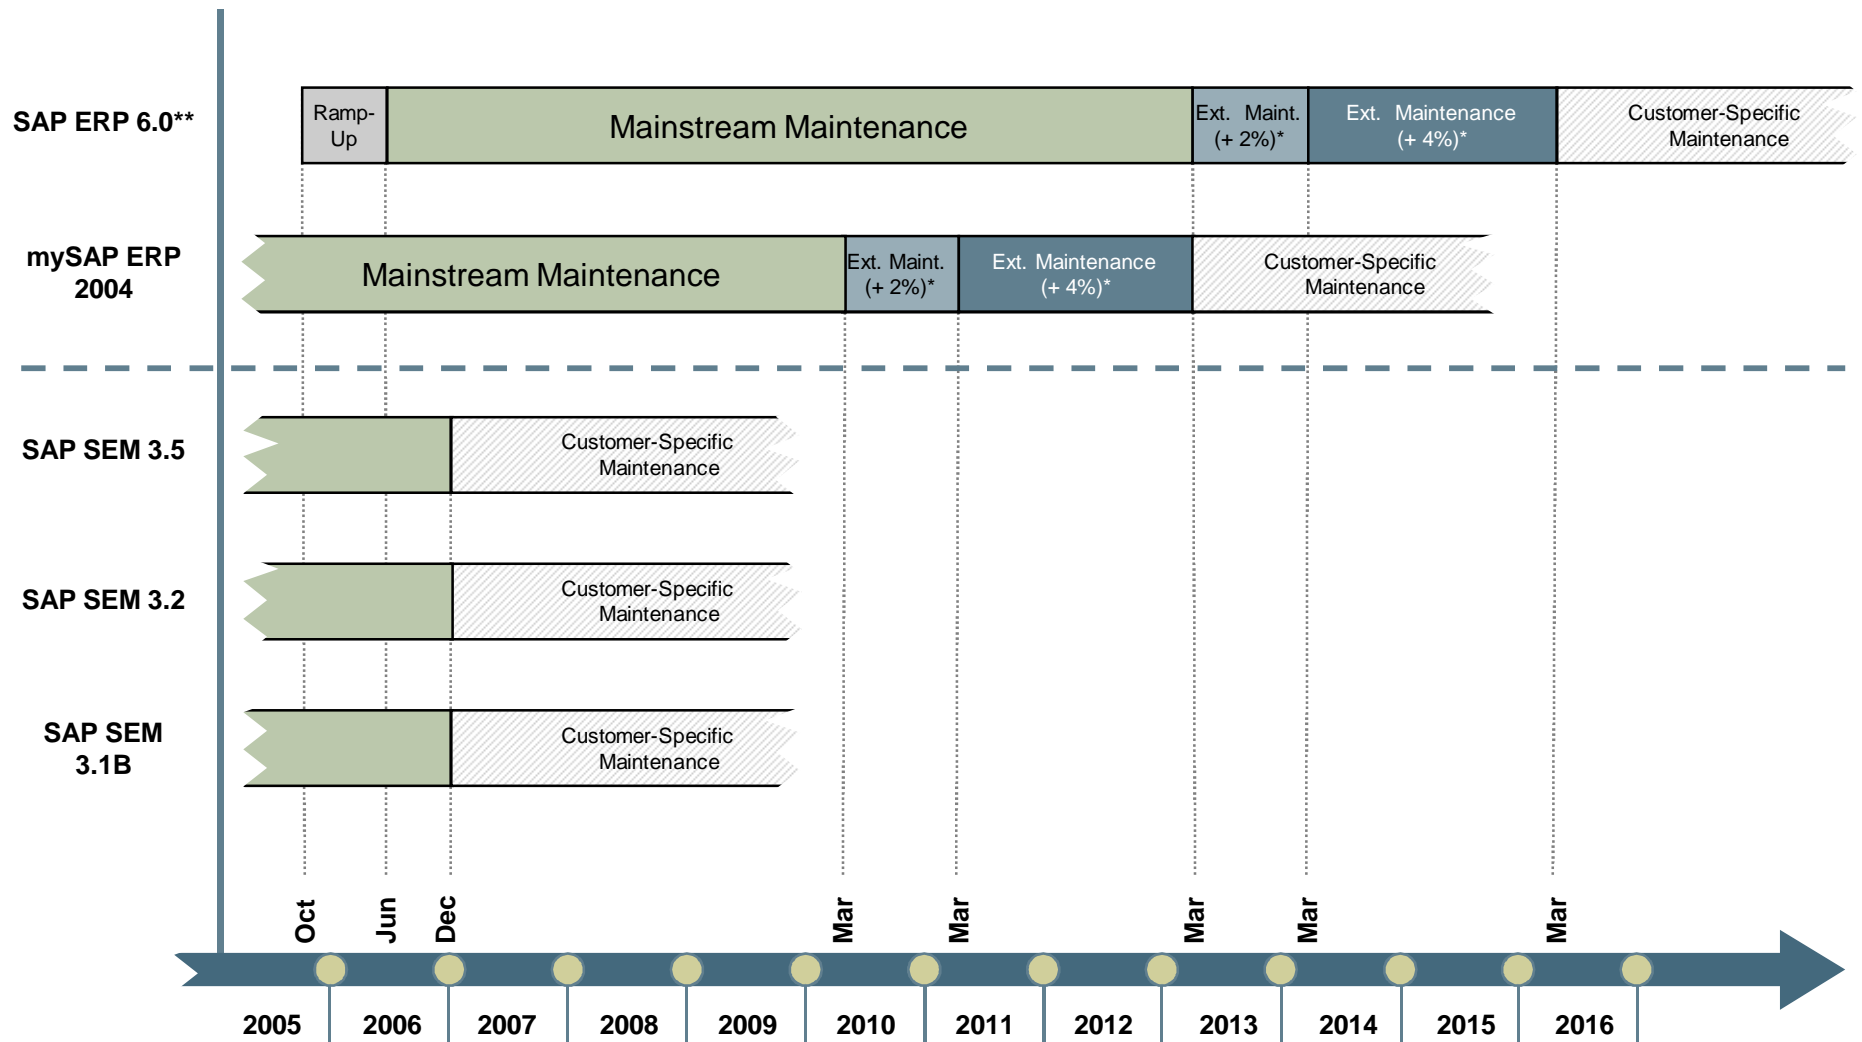 SAP ERP 6.0**
Ramp-
Up
Mainstream Maintenance
Ext. Maint.
(+ 2%)*
Ext. Maintenance
(+ 4%)*
Customer-Specific
Maintenance
mySAP ERP
2004
Mainstream Maintenance
Ext. Maint.
(+ 2%)*
Ext. Maintenance
(+ 4%)*
Customer-Specific
Maintenance
SAP SEM 3.5
Customer-Specific
Maintenance
SAP SEM 3.2
Customer-Specific
Maintenance
SAP SEM
3.1B
Customer-Specific
Maintenance
Oct
Jun
Dec
Mar
Mar
Mar
Mar
Mar
2005
2006
2007
2008
2009
2010
2011
2012
2013
2014
2015
2016